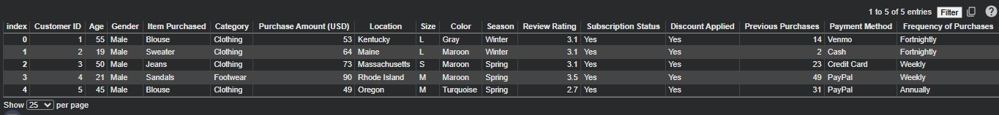 1 to 5 of 5 entries Filter
index Customer ID Age Gender Item Purchased Category Purchase Amount (USD) Location Size Color Season Review Rating Subscription Status Discount Applied Previous Purchases Payment Method Frequency of Purchases
0 1 55 Male Blouse Clothing 53 Kentucky L Gray Winter 3.1 Yes Yes 14 Venmo Fortnightly
1 2 19 Male Sweater Clothing 64 Maine L Maroon Winter 3.1 Yes Yes 2 Cash Fortnightly
2 3 50 Male Jeans Clothing 73 Massachusetts S Maroon Spring 3.1 Yes Yes 23 Credit Card Weekly
3 4 21 Male Sandals Footwear 90 Rhode Island M Maroon Spring 3.5 Yes Yes 49 PayPal Weekly
4 5 45 Male Blouse Clothing 49 Oregon M Turquoise Spring 2.7 Yes Yes 31 PayPal Annually
Show 25 per page